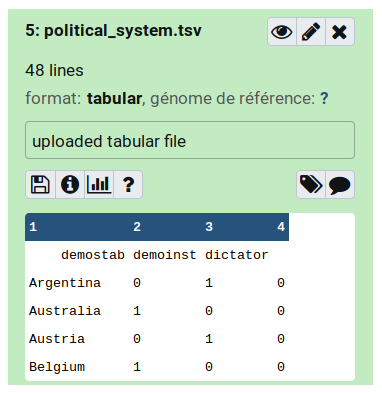 5: political_system.tsv
48 lines
format: tabular, génome de référence: ?
uploaded tabular file
?
1 2 3 4
demostab demoinst dictator
Argentina 0 1 0
Australia 1 0 0
Austria 0 1 0
Belgium 1 0 0